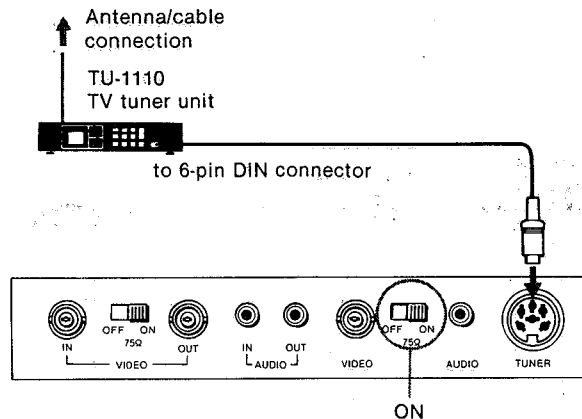 Antenna/cable
connection
TU-1110
TV tuner unit
to 6-pin DIN connector
OFF ON
75Ω
IN VIDEO OUT
IN OUT
AUDIO
VIDEO
OFF ON
75Ω
AUDIO
TUNER
ON